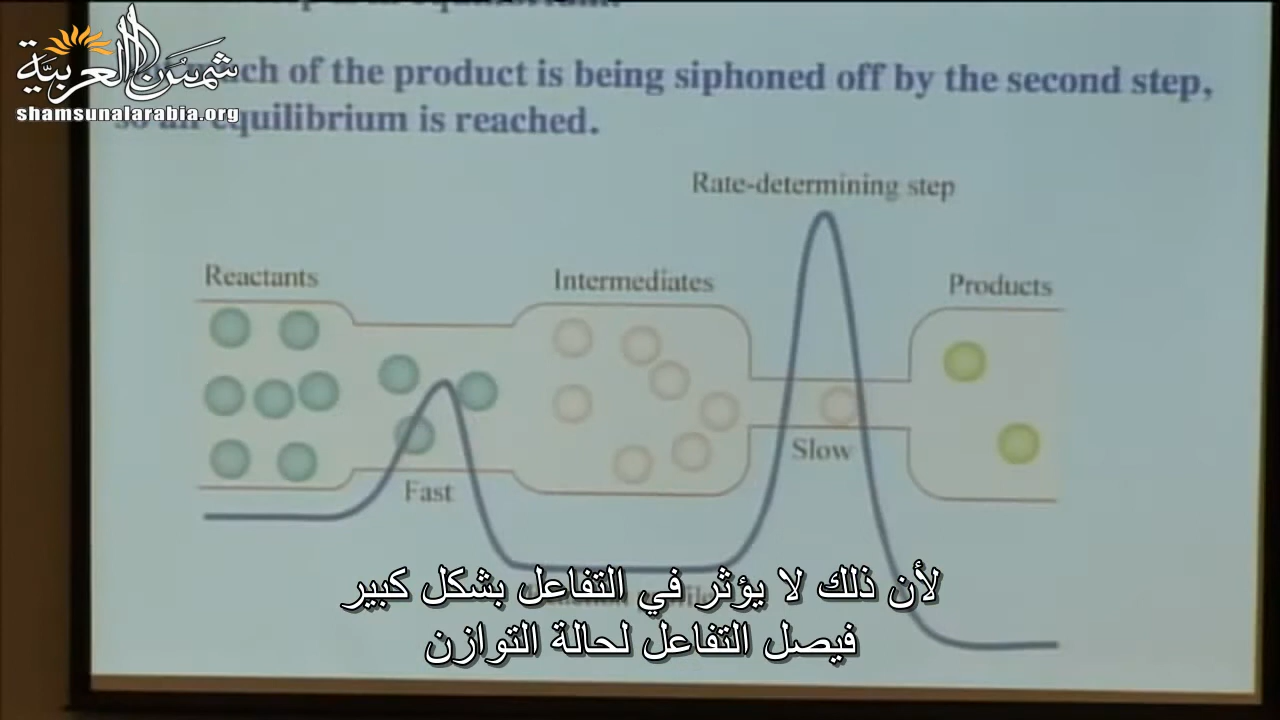 شمس العربية
shamsunalarabia.org
of the product is being siphoned off by the second step,
equilibrium is reached.
Rate-determining step
Reactants
Intermediates
Products
Slow
Fast
لأن ذلك لا يؤثر في التفاعل بشكل كبير
فيصل التفاعل لحالة التوازن